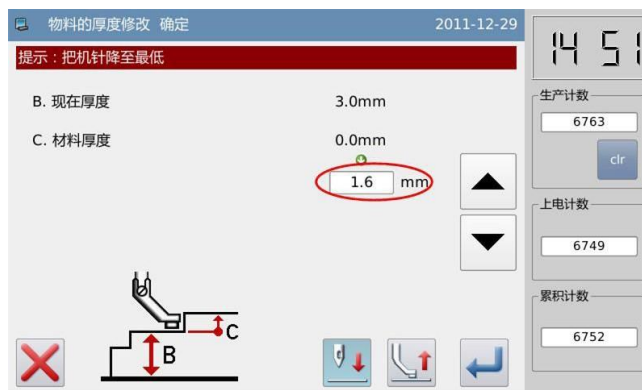 物料的厚度修改 确定 2011-12-29
提示：把机针降至最低
14 51
B. 现在厚度 3.0mm
C. 材料厚度 0.0mm
1.6 mm
C
B
生产计数
6763
clr
上电计数
6749
累积计数
6752